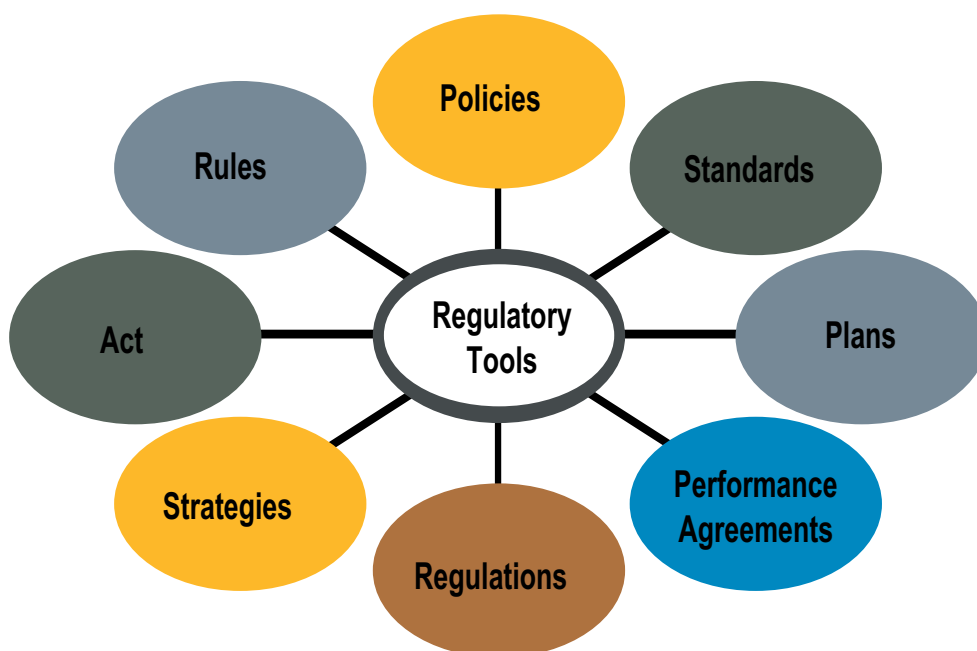 Policies
Rules
Standards
Regulatory
Tools
Act
Plans
Strategies
Performance
Agreements
Regulations